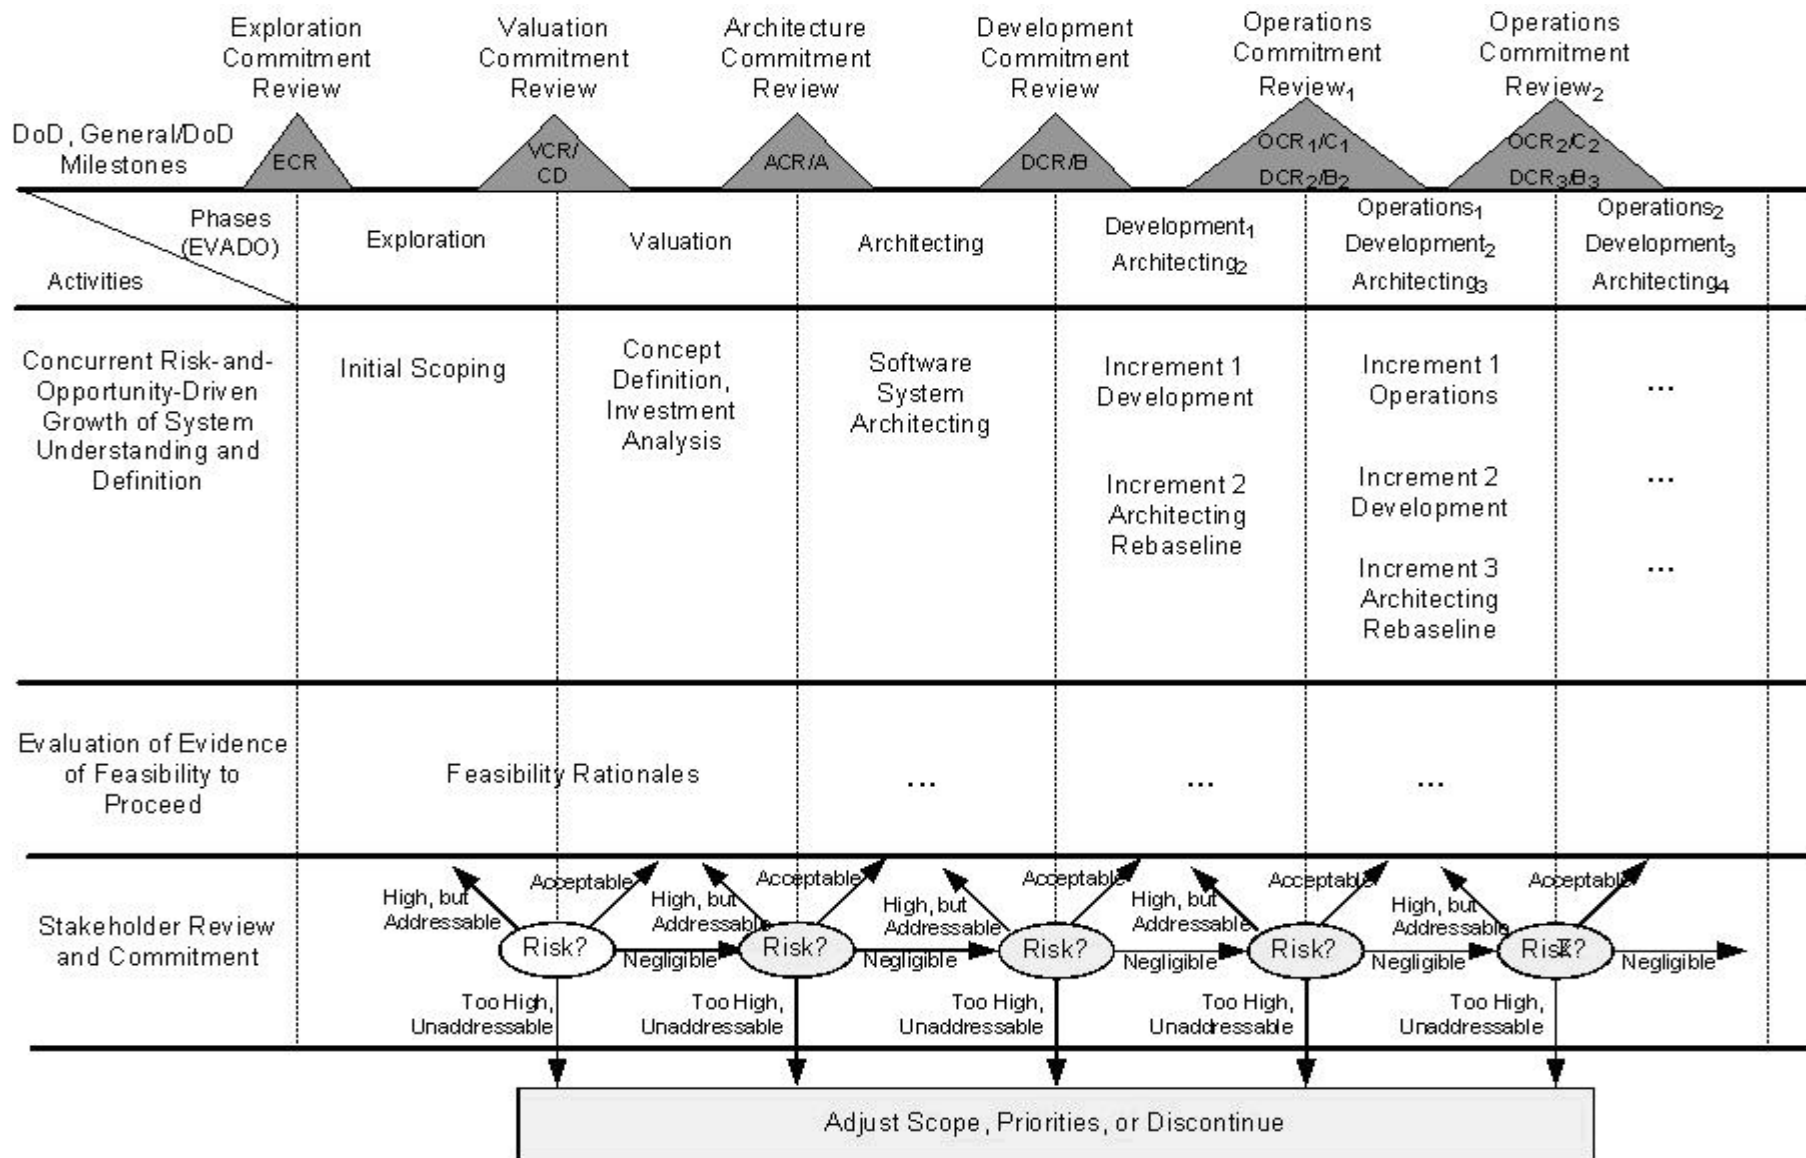 Exploration
Commitment
Review
Valuation
Commitment
Review
Architecture
Commitment
Review
Development
Commitment
Review
Operations
Commitment
Review₁
Operations
Commitment
Review₂
DoD, General/DoD
Milestones
ECR
VCR/
CD
ACR/A
DCR/B
OCR₁/C₁
DCR₂/B₂
OCR₂/C₂
DCR₃/B₃
Phases
(EVADO)
Activities
Exploration
Valuation
Architecting
Development₁
Architecting₂
Operations₁
Development₂
Architecting₃
Operations₂
Development₃
Architecting₄
Concurrent Risk-and-
Opportunity-Driven
Growth of System
Understanding and
Definition
Initial Scoping
Concept
Definition,
Investment
Analysis
Software
System
Architecting
Increment 1
Development
Increment 2
Architecting
Rebaseline
Increment 1
Operations
Increment 2
Development
Increment 3
Architecting
Rebaseline
...
...
...
Evaluation of Evidence
of Feasibility to
Proceed
Feasibility Rationales
...
...
...
Stakeholder Review
and Commitment
High, but
Addressable
Acceptable
Risk?
Negligible
Too High,
Unaddressable
High, but
Addressable
Acceptable
Risk?
Negligible
Too High,
Unaddressable
High, but
Addressable
Acceptable
Risk?
Negligible
Too High,
Unaddressable
High, but
Addressable
Acceptable
Risk?
Negligible
Too High,
Unaddressable
High, but
Addressable
Acceptable
Risk?
Negligible
Too High,
Unaddressable
Adjust Scope, Priorities, or Discontinue